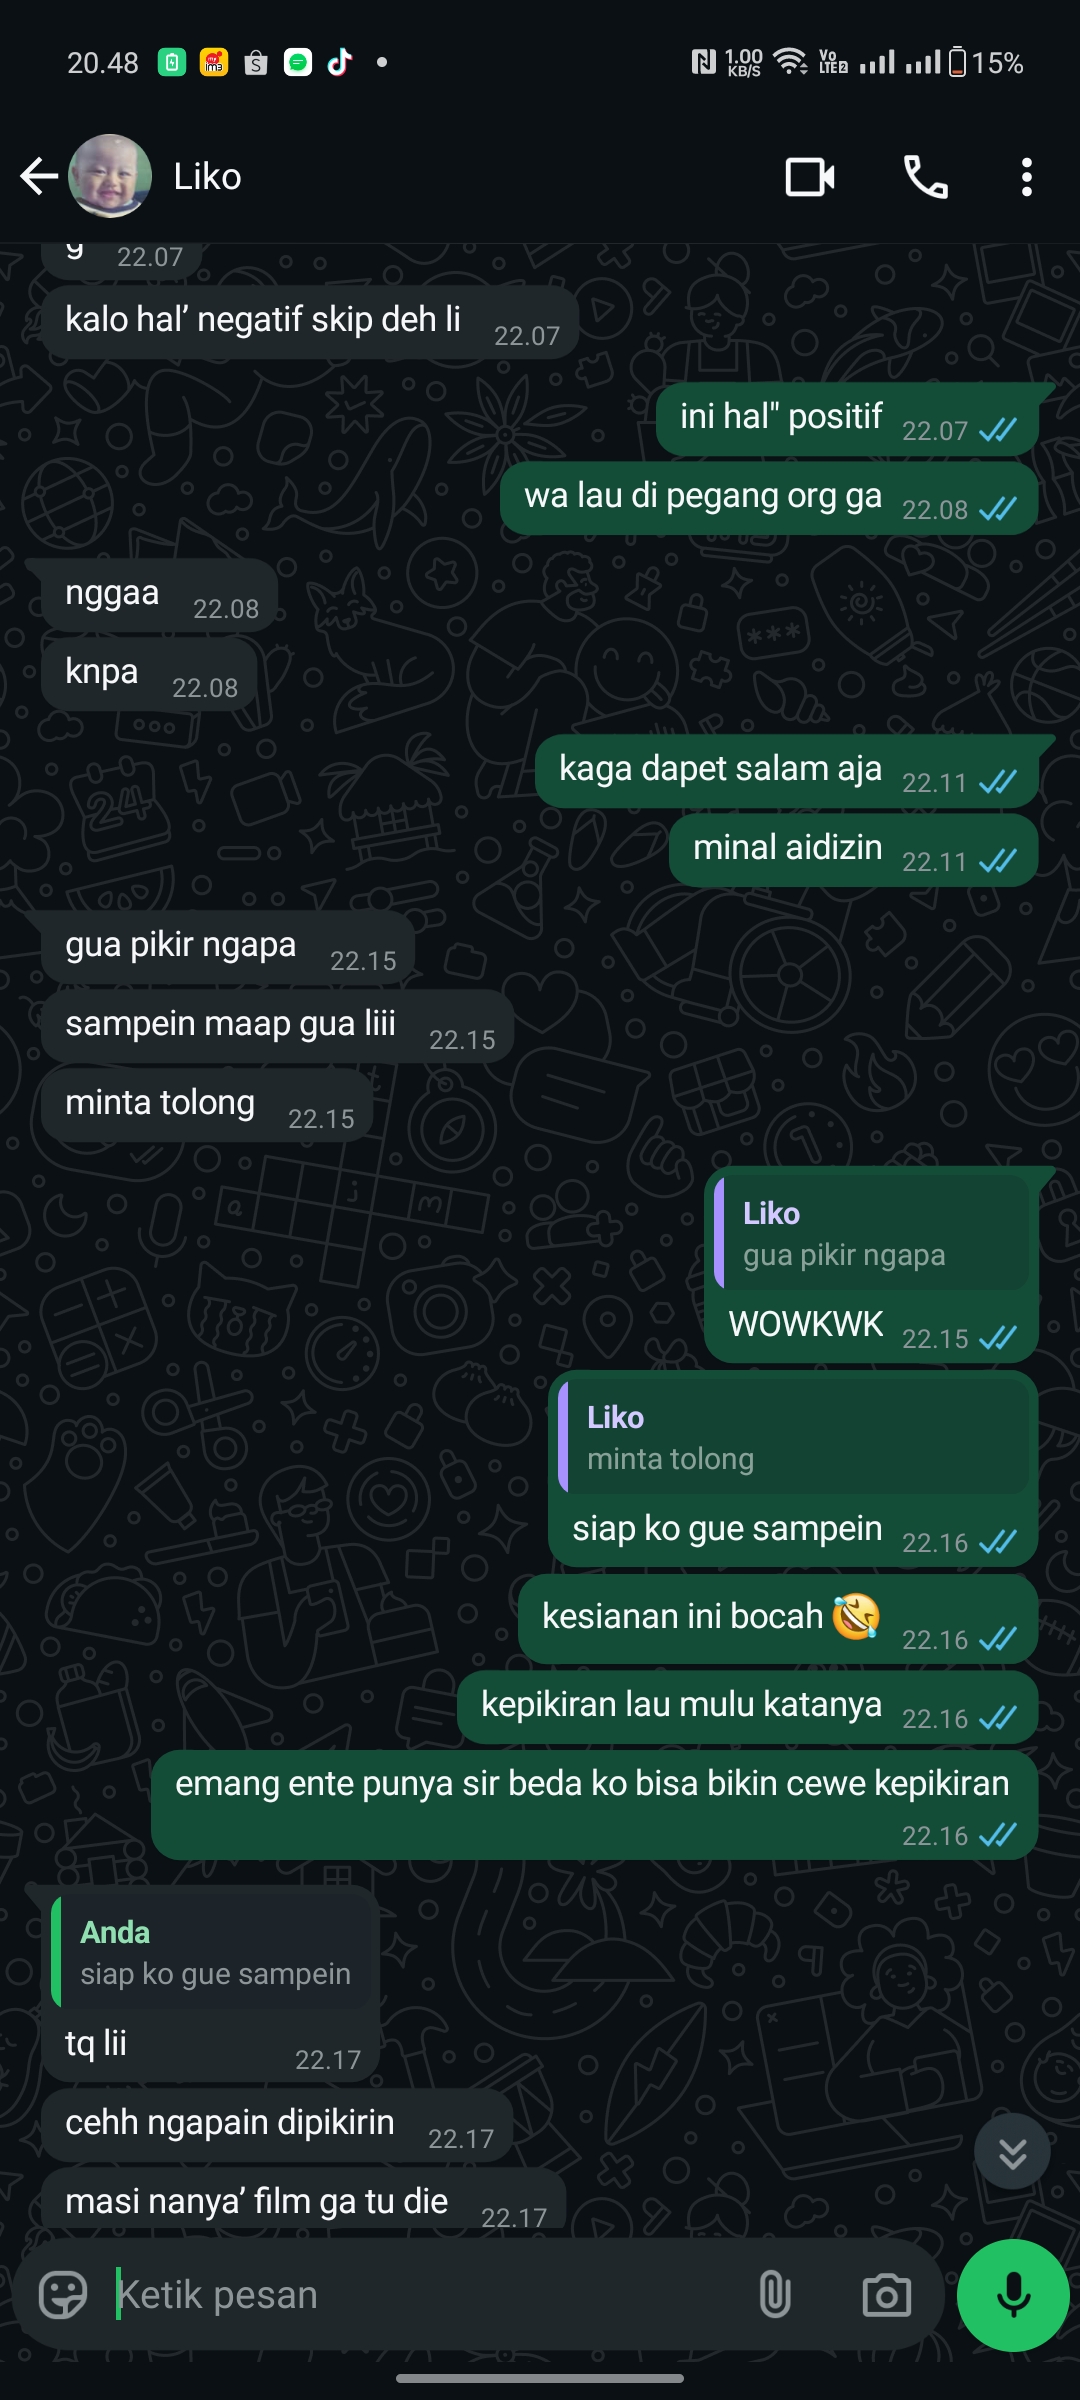 20.48
1.00 KB/S
Vo LTE2
15%
Liko
g 22.07
kalo hal’ negatif skip deh li 22.07
ini hal" positif 22.07
wa lau di pegang org ga 22.08
nggaa 22.08
knpa 22.08
kaga dapet salam aja 22.11
minal aidizin 22.11
gua pikir ngapa 22.15
sampein maap gua liii 22.15
minta tolong 22.15
Liko
gua pikir ngapa
WOWKWK 22.15
Liko
minta tolong
siap ko gue sampein 22.16
kesianan ini bocah 🤣 22.16
kepikiran lau mulu katanya 22.16
emang ente punya sir beda ko bisa bikin cewe kepikiran
22.16
Anda
siap ko gue sampein
tq lii 22.17
cehh ngapain dipikirin 22.17
masi nanya’ film ga tu die 22.17
Ketik pesan